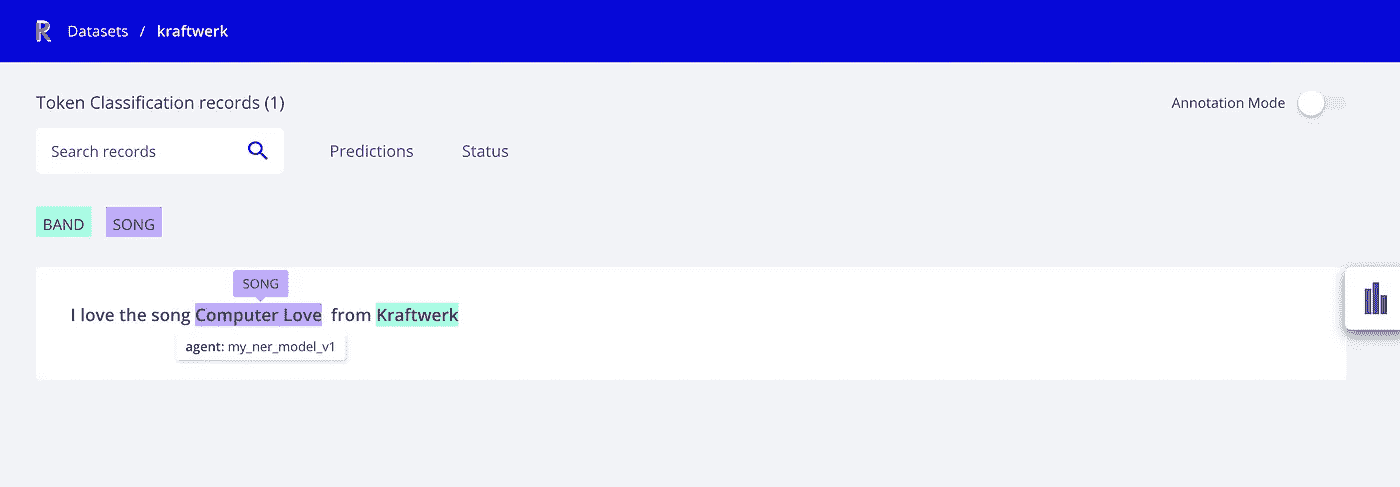 R Datasets / kraftwerk
Token Classification records (1)
Annotation Mode
Search records Predictions Status
BAND SONG
SONG
I love the song Computer Love from Kraftwerk
agent: my_ner_model_v1